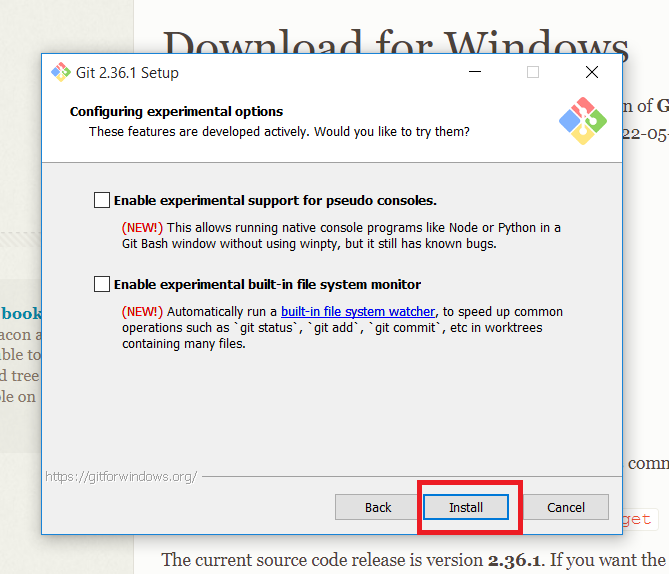 Download for Windows
Git 2.36.1 Setup
Configuring experimental options
These features are developed actively. Would you like to try them?
n of G
22-05-
Enable experimental support for pseudo consoles.
(NEW!) This allows running native console programs like Node or Python in a
Git Bash window without using winpty, but it still has known bugs.
Enable experimental built-in file system monitor
(NEW!) Automatically run a built-in file system watcher, to speed up common
operations such as `git status`, `git add`, `git commit`, etc in worktrees
containing many files.
book
acon a
ible to
d tree
ble on
https://gitforwindows.org/
comm
Back
Install
Cancel
get
The current source code release is version 2.36.1. If you want the